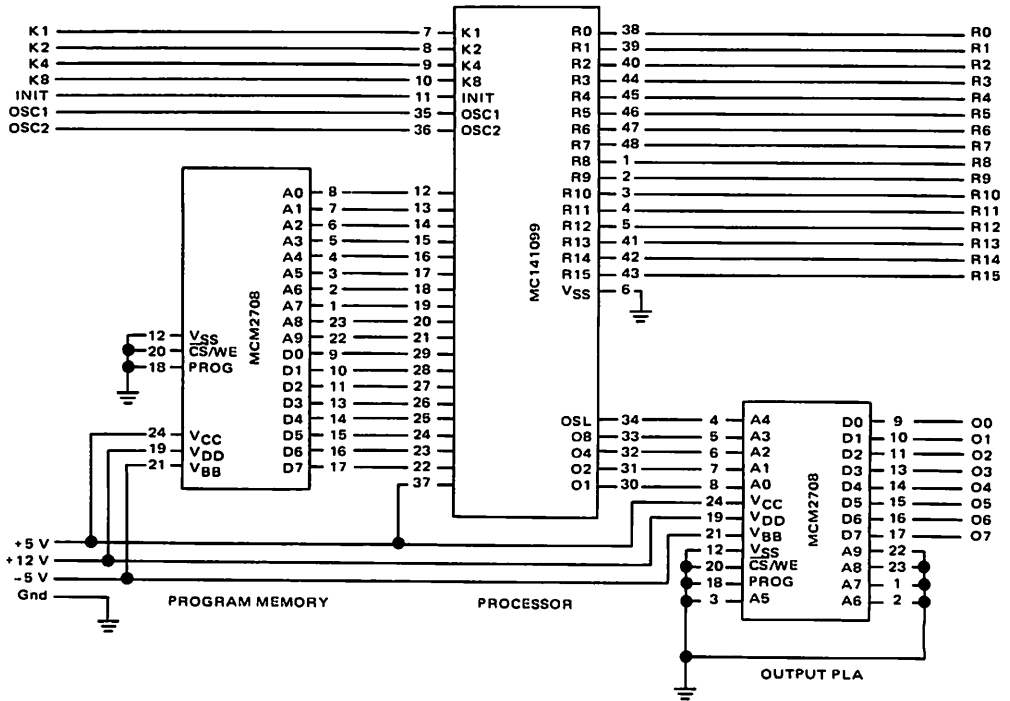 K1 7 K1
K2 8 K2
K4 9 K4
K8 10 K8
INIT 11 INIT
OSC1 35 OSC1
OSC2 36 OSC2
R0 38 R0
R1 39 R1
R2 40 R2
R3 44 R3
R4 45 R4
R5 46 R5
R6 47 R6
R7 48 R7
R8 1 R8
R9 2 R9
R10 3 R10
R11 4 R11
R12 5 R12
R13 41 R13
R14 42 R14
R15 43 R15
VSS 6
MC141099
A0 8 12
A1 7 13
A2 6 14
A3 5 15
A4 4 16
A5 3 17
A6 2 18
A7 1 19
A8 23 20
A9 22 21
D0 9 29
D1 10 28
D2 11 27
D3 13 26
D4 14 25
D5 15 24
D6 16 23
D7 17 22
37
MCM2708
12 VSS
20 CS/WE
18 PROG
24 VCC
19 VDD
21 VBB
+5 V
+12 V
-5 V
Gnd
PROGRAM MEMORY
PROCESSOR
OSL 34 4 A4
O8 33 5 A3
O4 32 6 A2
O2 31 7 A1
O1 30 8 A0
24 VCC
19 VDD
21 VBB
12 VSS
20 CS/WE
18 PROG
3 A5
MCM2708
D0 9 O0
D1 10 O1
D2 11 O2
D3 13 O3
D4 14 O4
D5 15 O5
D6 16 O6
D7 17 O7
A9 22
A8 23
A7 1
A6 2
OUTPUT PLA